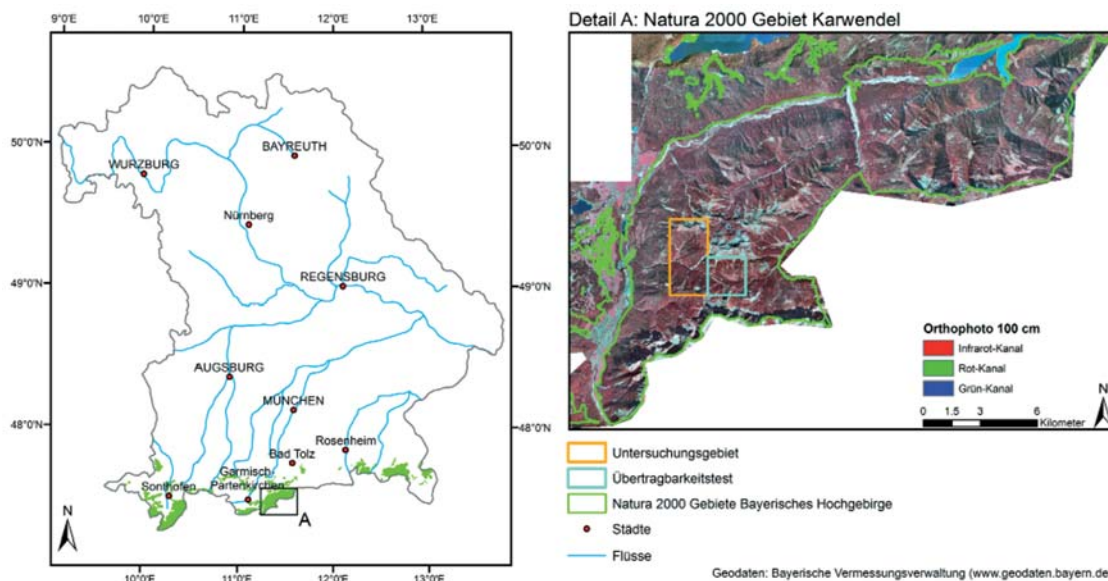 9°0'E 10°0'E 11°0'E 12°0'E 13°0'E
50°0'N
50°0'N
WÜRZBURG
BAYREUTH
Nürnberg
49°0'N
49°0'N
REGENSBURG
AUGSBURG
MÜNCHEN
48°0'N
48°0'N
Rosenheim
Bad Tolz
Garmisch-
Partenkirchen
Sonthofen
A
N
10°0'E 11°0'E 12°0'E 13°0'E
Detail A: Natura 2000 Gebiet Karwendel
Orthophoto 100 cm
Infrarot-Kanal
Rot-Kanal
Grün-Kanal
0 1.5 3 6
Kilometer
N
Untersuchungsgebiet
Übertragbarkeitstest
Natura 2000 Gebiete Bayerisches Hochgebirge
Städte
Flüsse
Geodaten: Bayerische Vermessungsverwaltung (www.geodaten.bayern.de